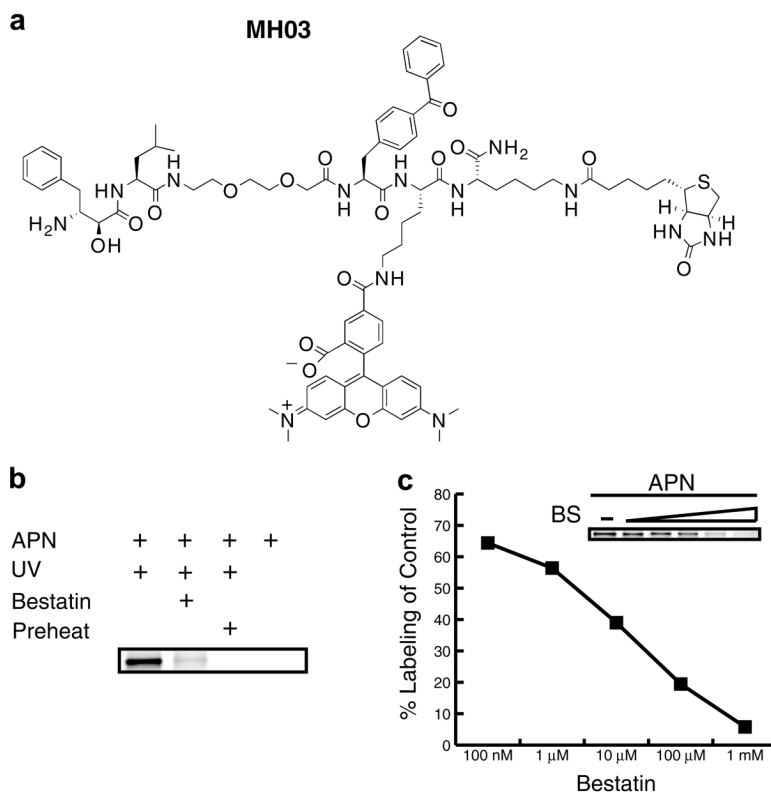 a
MH03
O
O
NH2
O
H
N
O
O
O
N
H
O
H
N
O
N
H
O
N
H
O
S
H
H
HN
NH
O
HN
O
H2N
OH
O
NH
O
O
−
O
+
N
O
N
b
APN + + + +
UV + + +
Bestatin +
Preheat +
c
APN
BS −
% Labeling of Control
80
70
60
50
40
30
20
10
0
100 nM 1 μM 10 μM 100 μM 1 mM
Bestatin